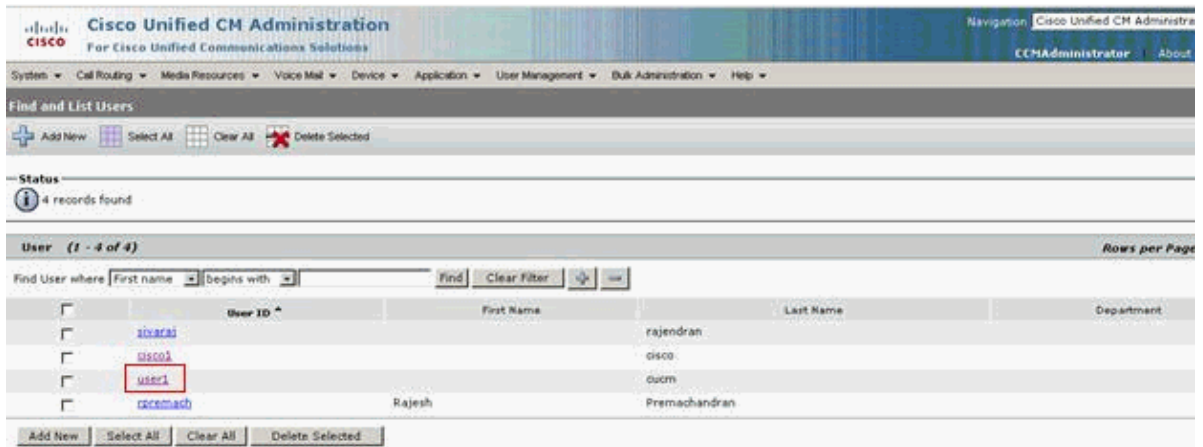 CISCO
Cisco Unified CM Administration
For Cisco Unified Communications Solutions
Navigation Cisco Unified CM Administra
CCMAdministrator | About
System Call Routing Media Resources Voice Mail Device Application User Management Bulk Administration Help
Find and List Users
Add New Select All Clear All Delete Selected
Status
4 records found
User (1 - 4 of 4) Rows per Page
Find User where First name begins with Find Clear Filter
User ID First Name Last Name Department
sivaraj rajendran
cisco1 cisco
user1 cucm
rpremach Rajesh Premachandran
Add New Select All Clear All Delete Selected